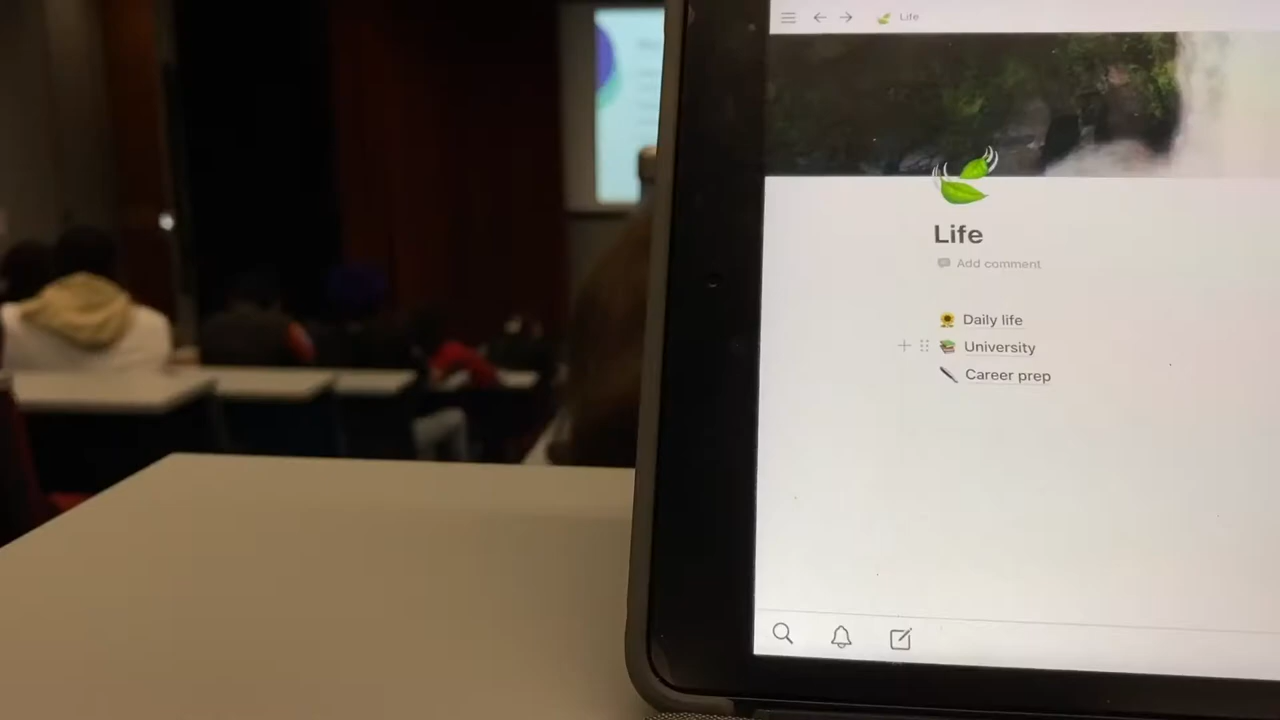 Life
Life
Add comment
Daily life
University
Career prep